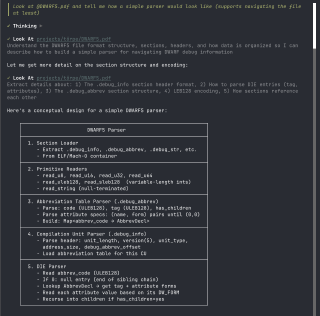 Look at @DWARF5.pdf and tell me how a simple parser would look like (supports navigating the file
at least)
✓ Thinking
✓ Look At projects/tenpa/DWARF5.pdf
Understand the DWARF5 file format structure, sections, headers, and how data is organized so I can
describe how to build a simple parser for navigating DWARF debug information
Let me get more detail on the section structure and encoding:
✓ Look At projects/tenpa/DWARF5.pdf
Extract details about: 1) The .debug_info section header format, 2) How to parse DIE entries (tag,
attributes), 3) The .debug_abbrev section structure, 4) LEB128 encoding, 5) How sections reference
each other
Here's a conceptual design for a simple DWARF5 parser:
DWARF5 Parser
1. Section Loader
- Extract .debug_info, .debug_abbrev, .debug_str, etc.
- From ELF/Mach-O container
2. Primitive Readers
- read_u8, read_u16, read_u32, read_u64
- read_uleb128, read_sleb128 (variable-length ints)
- read_string (null-terminated)
3. Abbreviation Table Parser (.debug_abbrev)
- Parse: code (ULEB128), tag (ULEB128), has_children
- Parse attribute specs: (name, form) pairs until (0,0)
- Build: Map<abbrev_code → AbbrevDecl>
4. Compilation Unit Parser (.debug_info)
- Parse header: unit_length, version(5), unit_type,
address_size, debug_abbrev_offset
- Load abbreviation table for this CU
5. DIE Parser
- Read abbrev code (ULEB128)
- If 0: null entry (end of sibling chain)
- Lookup AbbrevDecl → get tag + attribute forms
- Read each attribute value based on its DW_FORM
- Recurse into children if has_children=yes